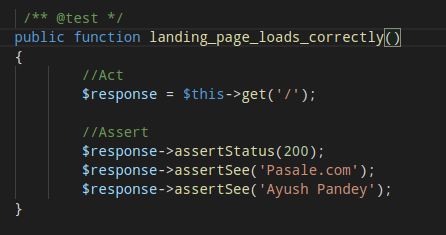 /** @test */
public function landing_page_loads_correctly()
{
//Act
$response = $this->get('/');
//Assert
$response->assertStatus(200);
$response->assertSee('Pasale.com');
$response->assertSee('Ayush Pandey');
}